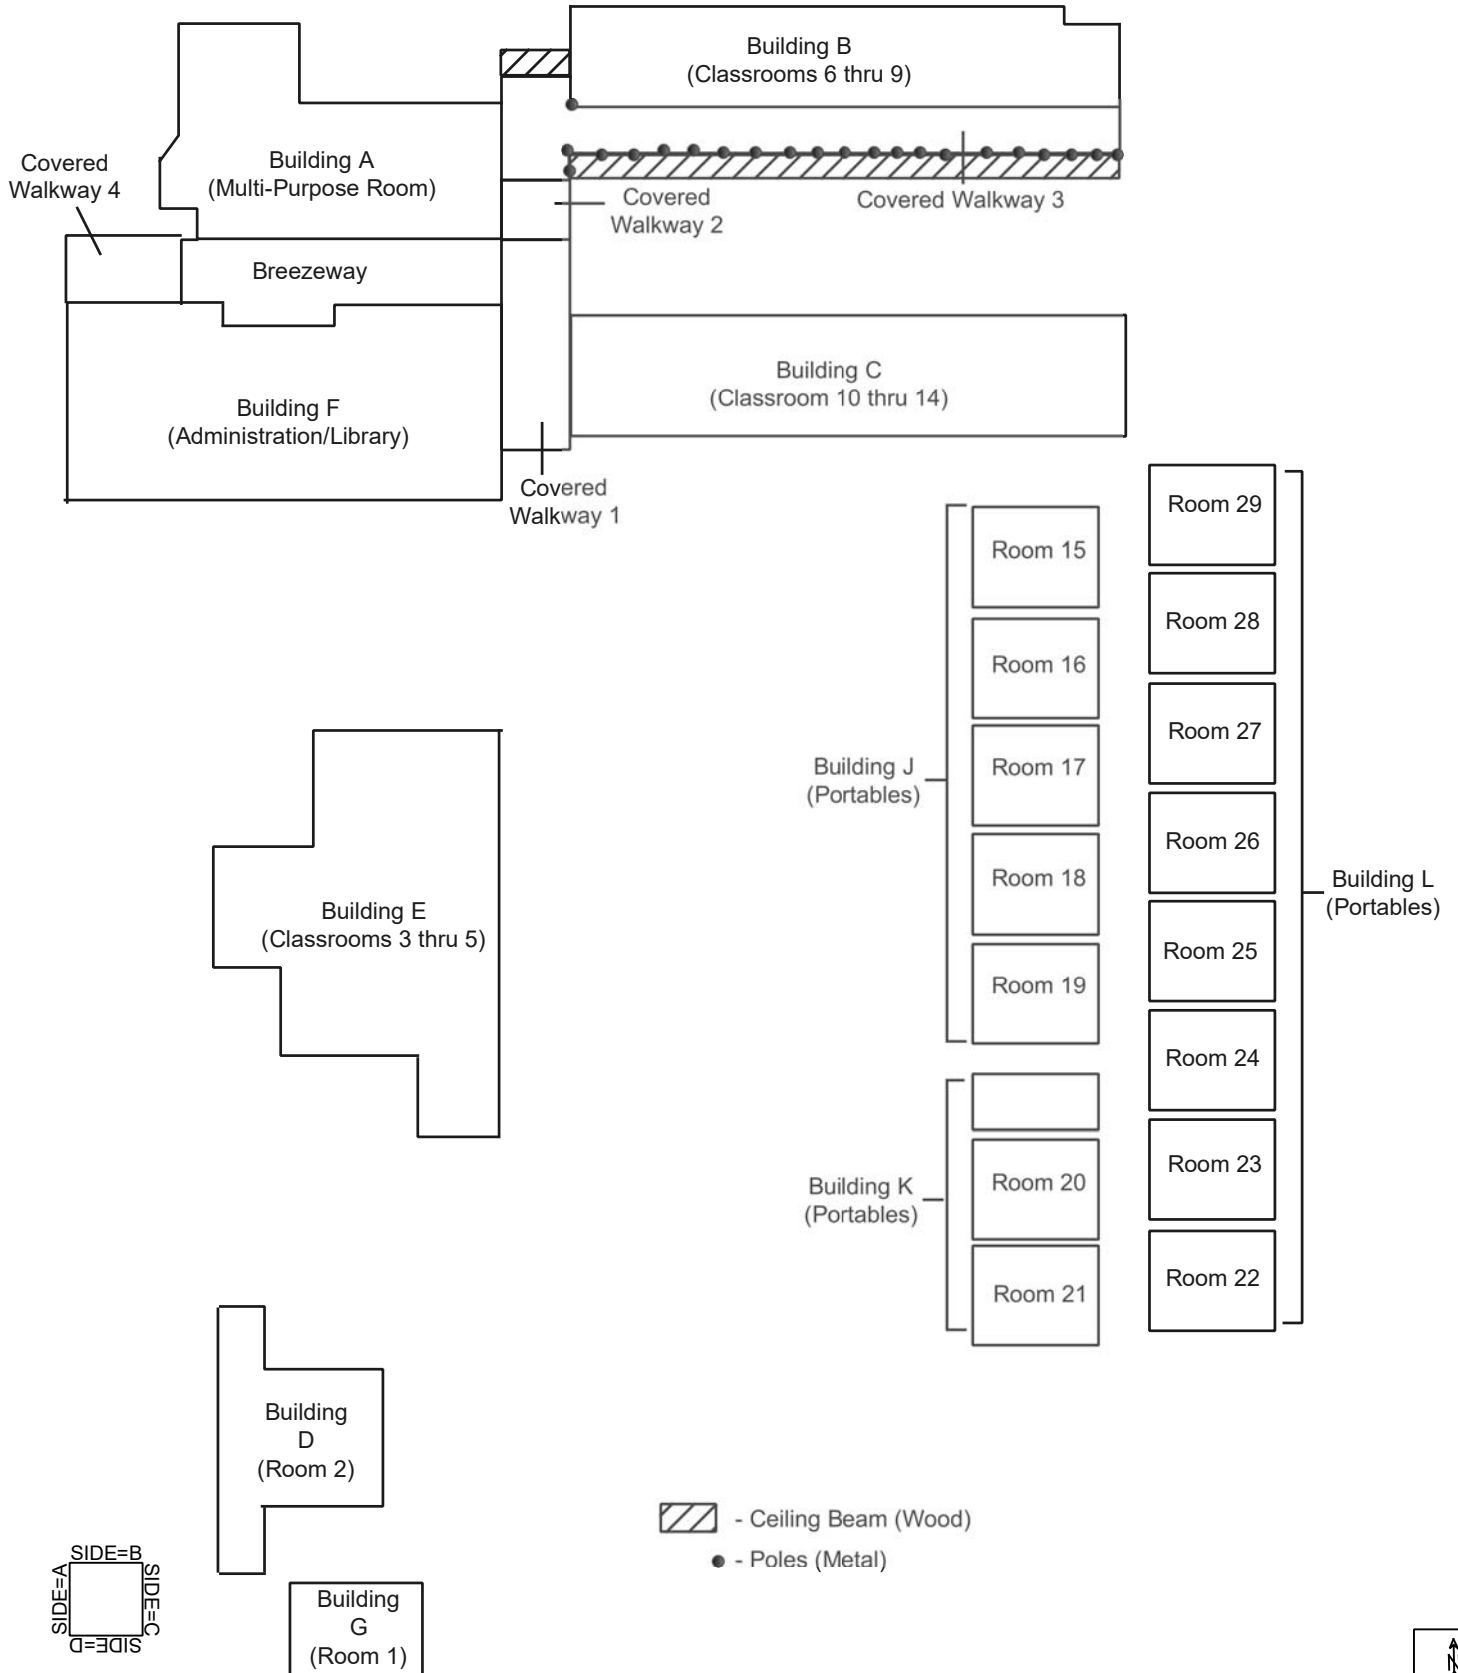 Building B
(Classrooms 6 thru 9)
Covered
Walkway 4
Building A
(Multi-Purpose Room)
Covered
Walkway 2
Covered Walkway 3
Breezeway
Building C
(Classroom 10 thru 14)
Building F
(Administration/Library)
Covered
Walkway 1
Room 29
Room 15
Room 28
Room 16
Room 27
Building J
(Portables)
Room 17
Room 26
Room 18
Building L
(Portables)
Building E
(Classrooms 3 thru 5)
Room 25
Room 19
Room 24
Room 23
Building K
(Portables)
Room 20
Room 22
Room 21
Building
D
(Room 2)
- Ceiling Beam (Wood)
- Poles (Metal)
SIDE=B
SIDE=A
SIDE=C
SIDE=D
Building
G
(Room 1)
N